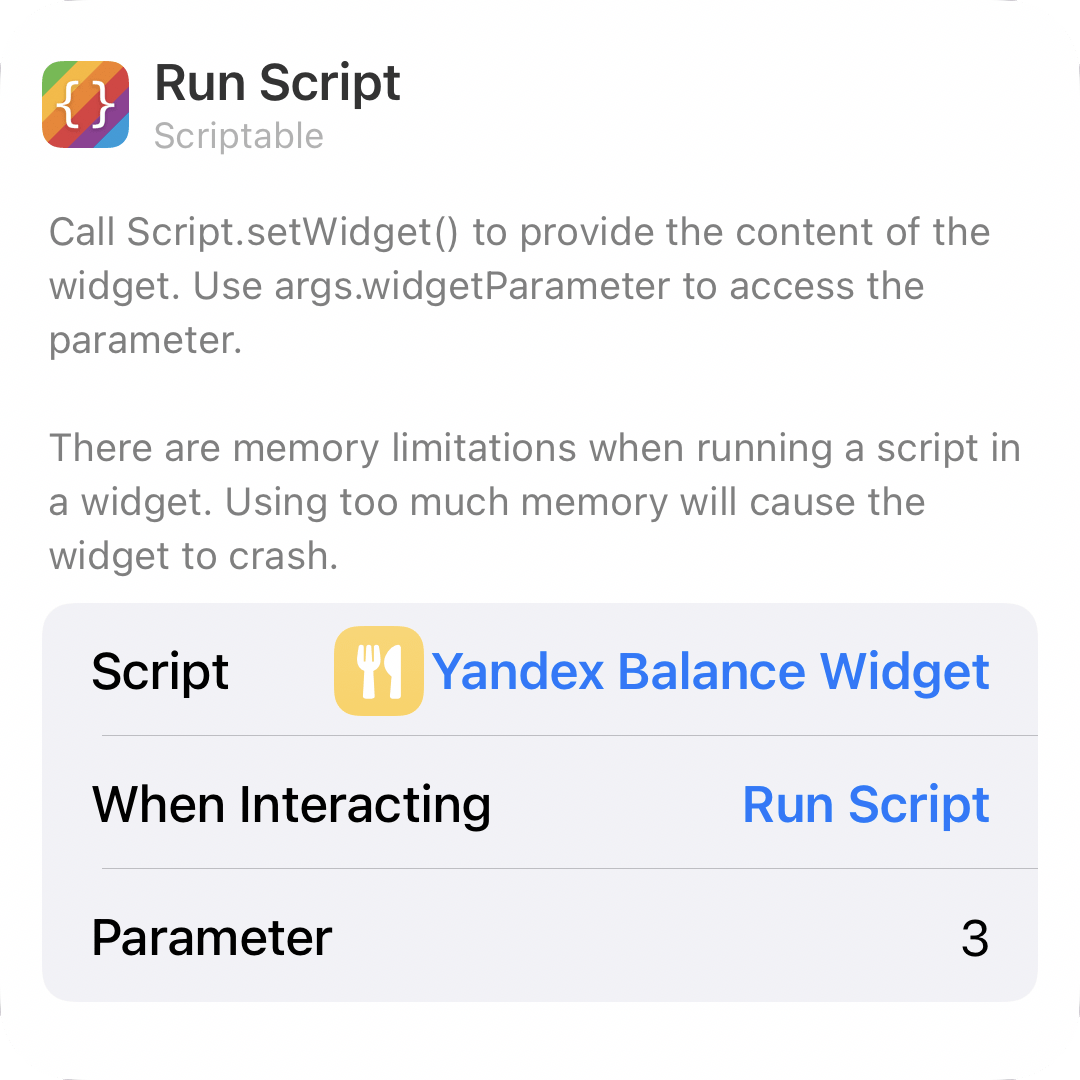 { }
Run Script
Scriptable
Call Script.setWidget() to provide the content of the
widget. Use args.widgetParameter to access the
parameter.
There are memory limitations when running a script in
a widget. Using too much memory will cause the
widget to crash.
Script Yandex Balance Widget
When Interacting Run Script
Parameter 3